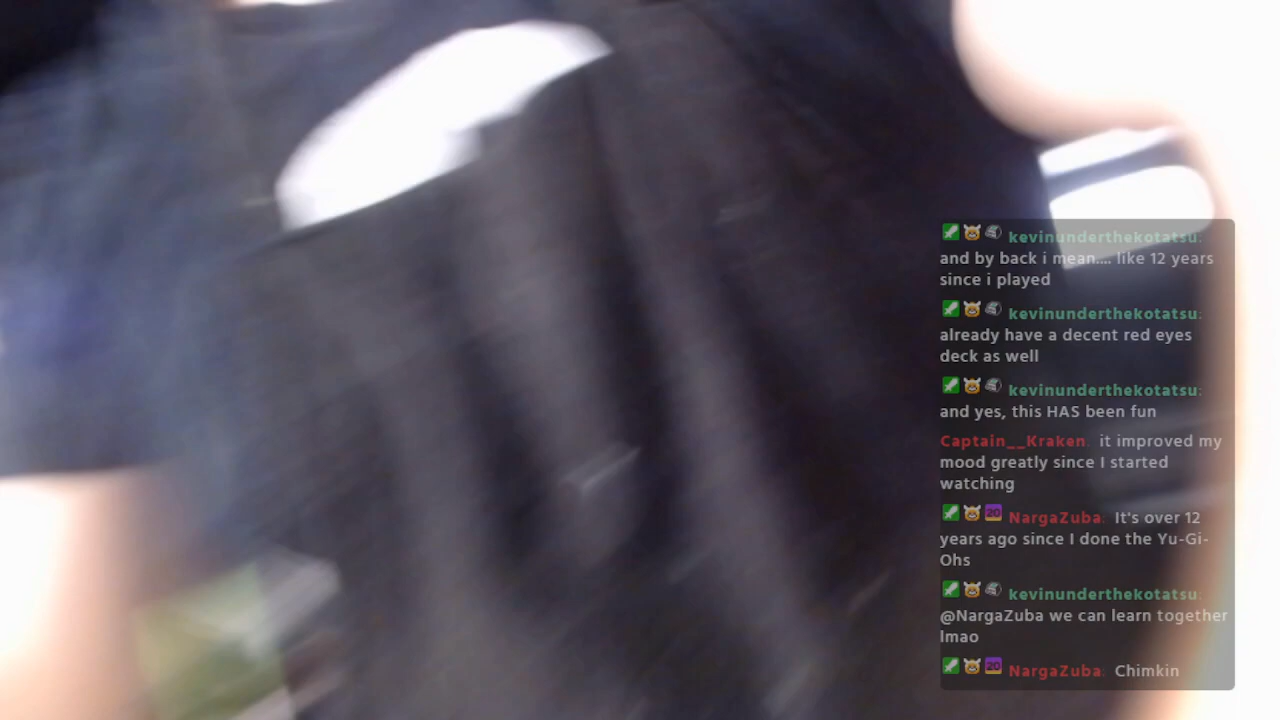 kevinunderthekotatsu:
and by back i mean.... like 12 years
since i played
kevinunderthekotatsu:
already have a decent red eyes
deck as well
kevinunderthekotatsu:
and yes, this HAS been fun
Captain__Kraken: it improved my
mood greatly since I started
watching
20 NargaZuba: It's over 12
years ago since I done the Yu-Gi-
Ohs
kevinunderthekotatsu:
@NargaZuba we can learn together
lmao
20 NargaZuba: Chimkin